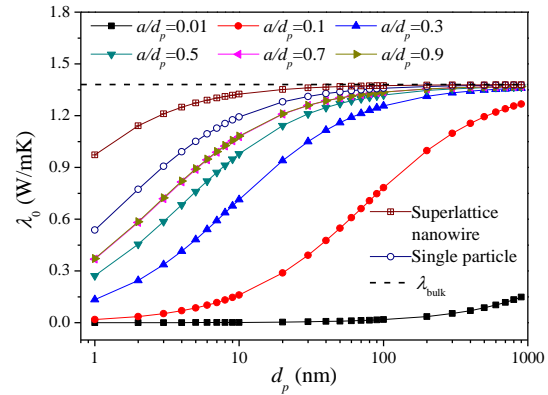 a/dp=0.01 a/dp=0.1 a/dp=0.3
a/dp=0.5 a/dp=0.7 a/dp=0.9
1.8
1.5
1.2
0.9
0.6
0.3
0.0
λ0 (W/mK)
Superlattice
nanowire
Single particle
λbulk
1 10 100 1000
dp (nm)